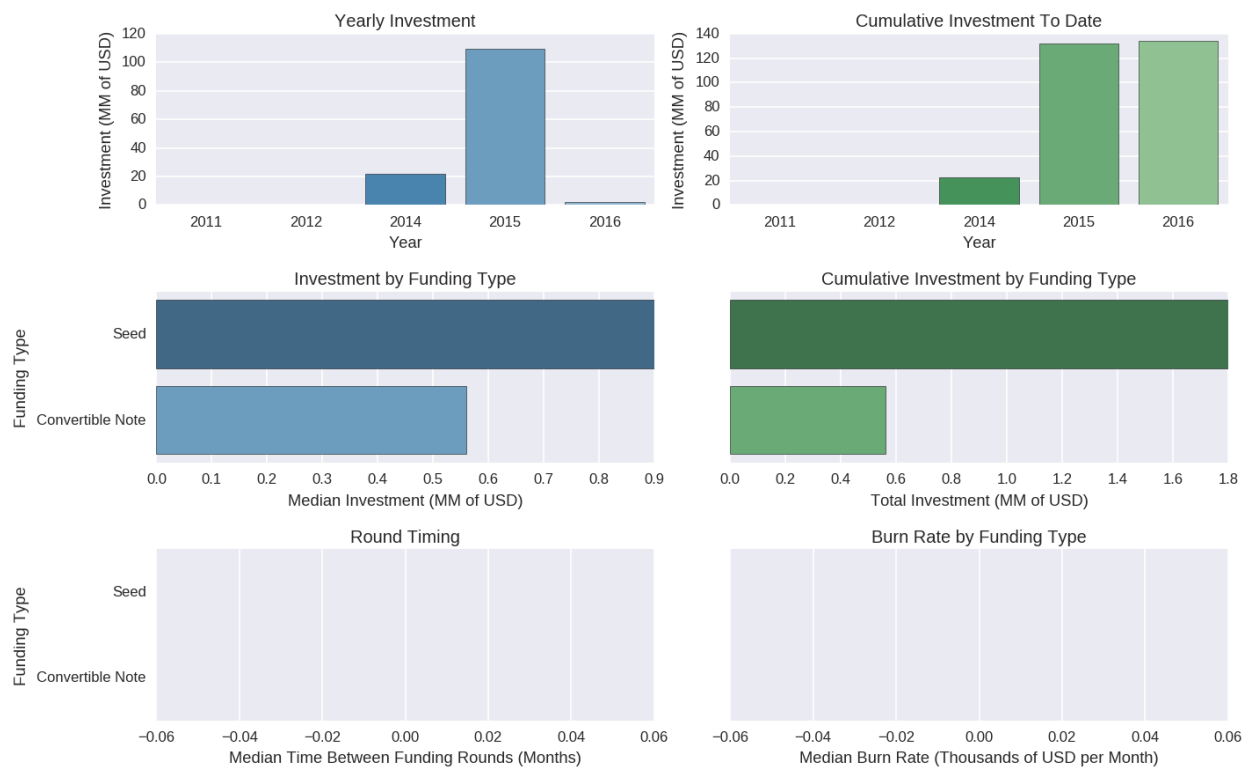 Yearly Investment
Investment (MM of USD)
120
100
80
60
40
20
0
2011 2012 2014 2015 2016
Year
Cumulative Investment To Date
Investment (MM of USD)
140
120
100
80
60
40
20
0
2011 2012 2014 2015 2016
Year
Investment by Funding Type
Funding Type
Seed
Convertible Note
0.0 0.1 0.2 0.3 0.4 0.5 0.6 0.7 0.8 0.9
Median Investment (MM of USD)
Cumulative Investment by Funding Type
0.0 0.2 0.4 0.6 0.8 1.0 1.2 1.4 1.6 1.8
Total Investment (MM of USD)
Round Timing
Funding Type
Seed
Convertible Note
−0.06 −0.04 −0.02 0.00 0.02 0.04 0.06
Median Time Between Funding Rounds (Months)
Burn Rate by Funding Type
−0.06 −0.04 −0.02 0.00 0.02 0.04 0.06
Median Burn Rate (Thousands of USD per Month)